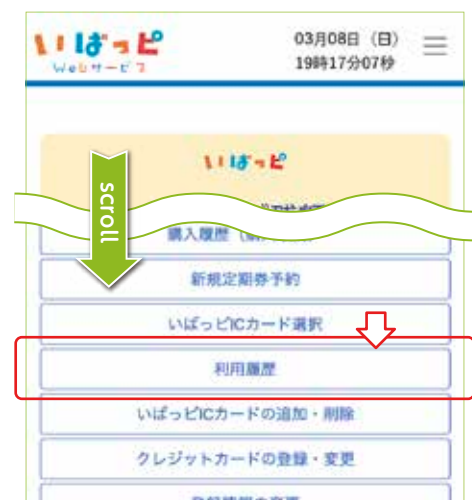 いばっピ
Webサービス
03月08日（日）
19時17分07秒
いばっピ
scroll
購入履歴
新規定期券予約
いばっピICカード選択
利用履歴
いばっピICカードの追加・削除
クレジットカードの登録・変更